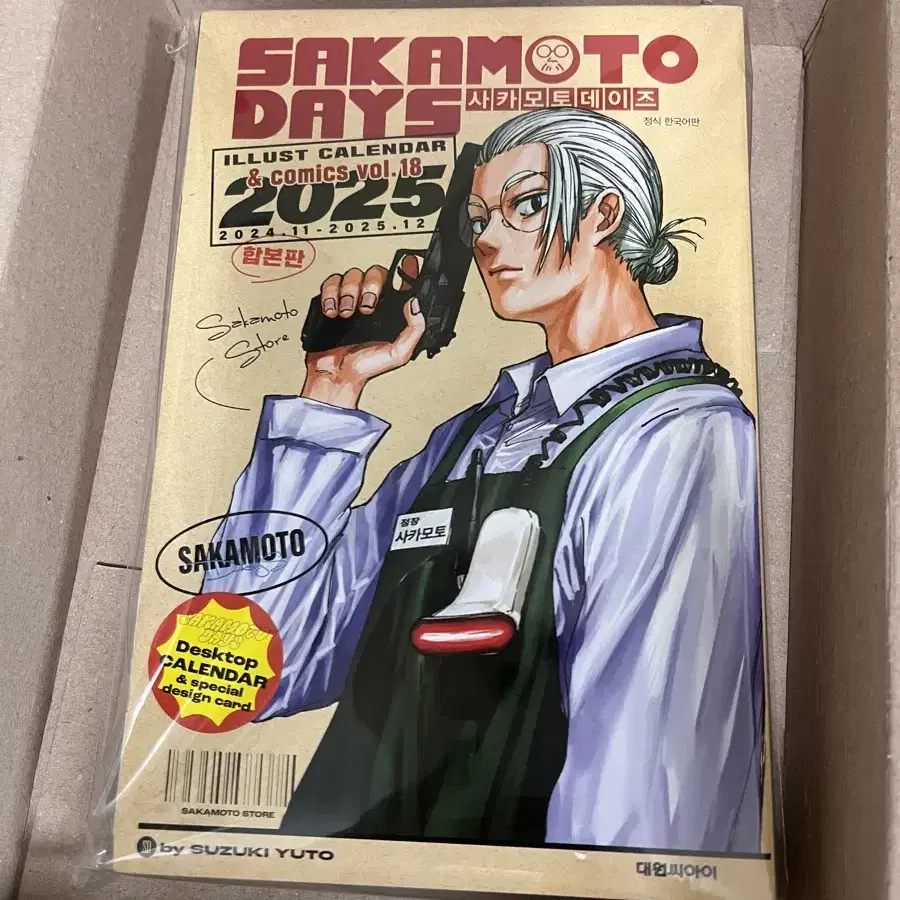 SAKAMOTO
DAYS 사카모토데이즈
정식 한국어판
ILLUST CALENDAR
& comics vol.18
2025
2024.11-2025.12
합본판
Sakamoto
Store
점장
사카모토
SAKAMOTO
SAKAMOTO
DAYS
Desktop
CALENDAR
& special
design card
SAKAMOTO STORE
by SUZUKI YUTO
대원씨아이